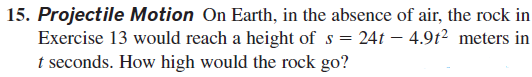 15. Projectile Motion On Earth, in the absence of air, the rock in
Exercise 13 would reach a height of s = 24t − 4.9t² meters in
t seconds. How high would the rock go?